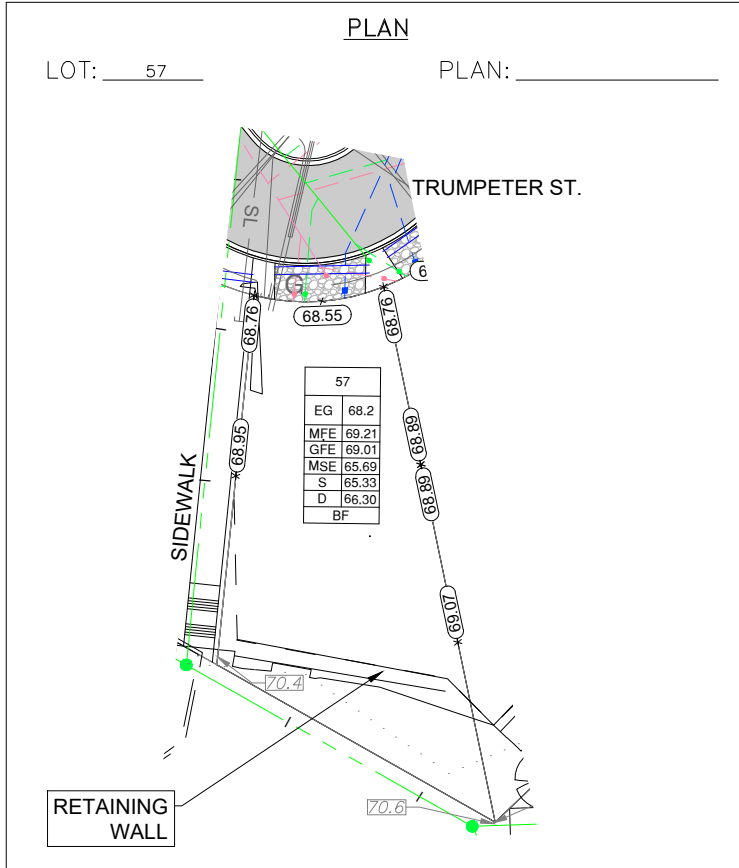 PLAN
LOT: 57
PLAN:
TRUMPETER ST.
SL
G
6
68.76
68.55
68.76
57
EG 68.2
MFE 69.21
GFE 69.01
MSE 65.69
S 65.33
D 66.30
BF
68.95
68.89
68.89
SIDEWALK
69.07
70.4
RETAINING
WALL
70.6